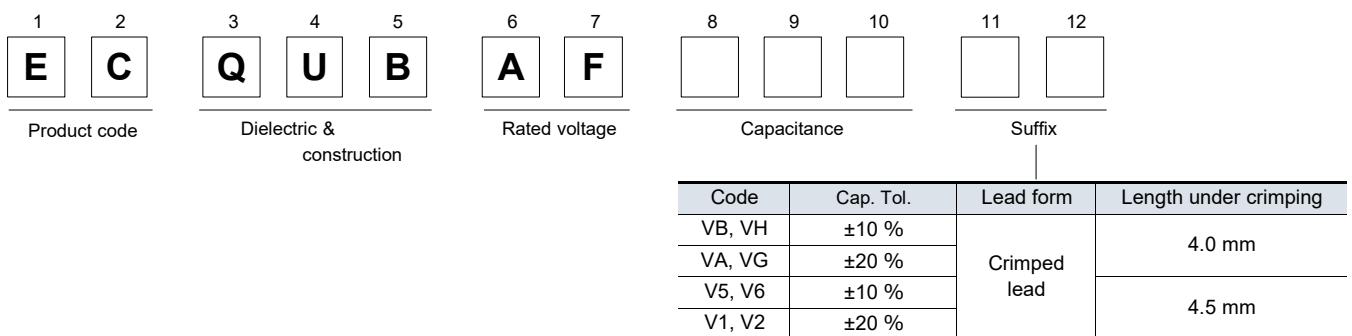 1 2 3 4 5 6 7 8 9 10 11 12
E C Q U B A F
Product code Dielectric & Rated voltage Capacitance Suffix
construction
Code Cap. Tol. Lead form Length under crimping
VB, VH ±10 % Crimped lead 4.0 mm
VA, VG ±20 %
V5, V6 ±10 % 4.5 mm
V1, V2 ±20 %